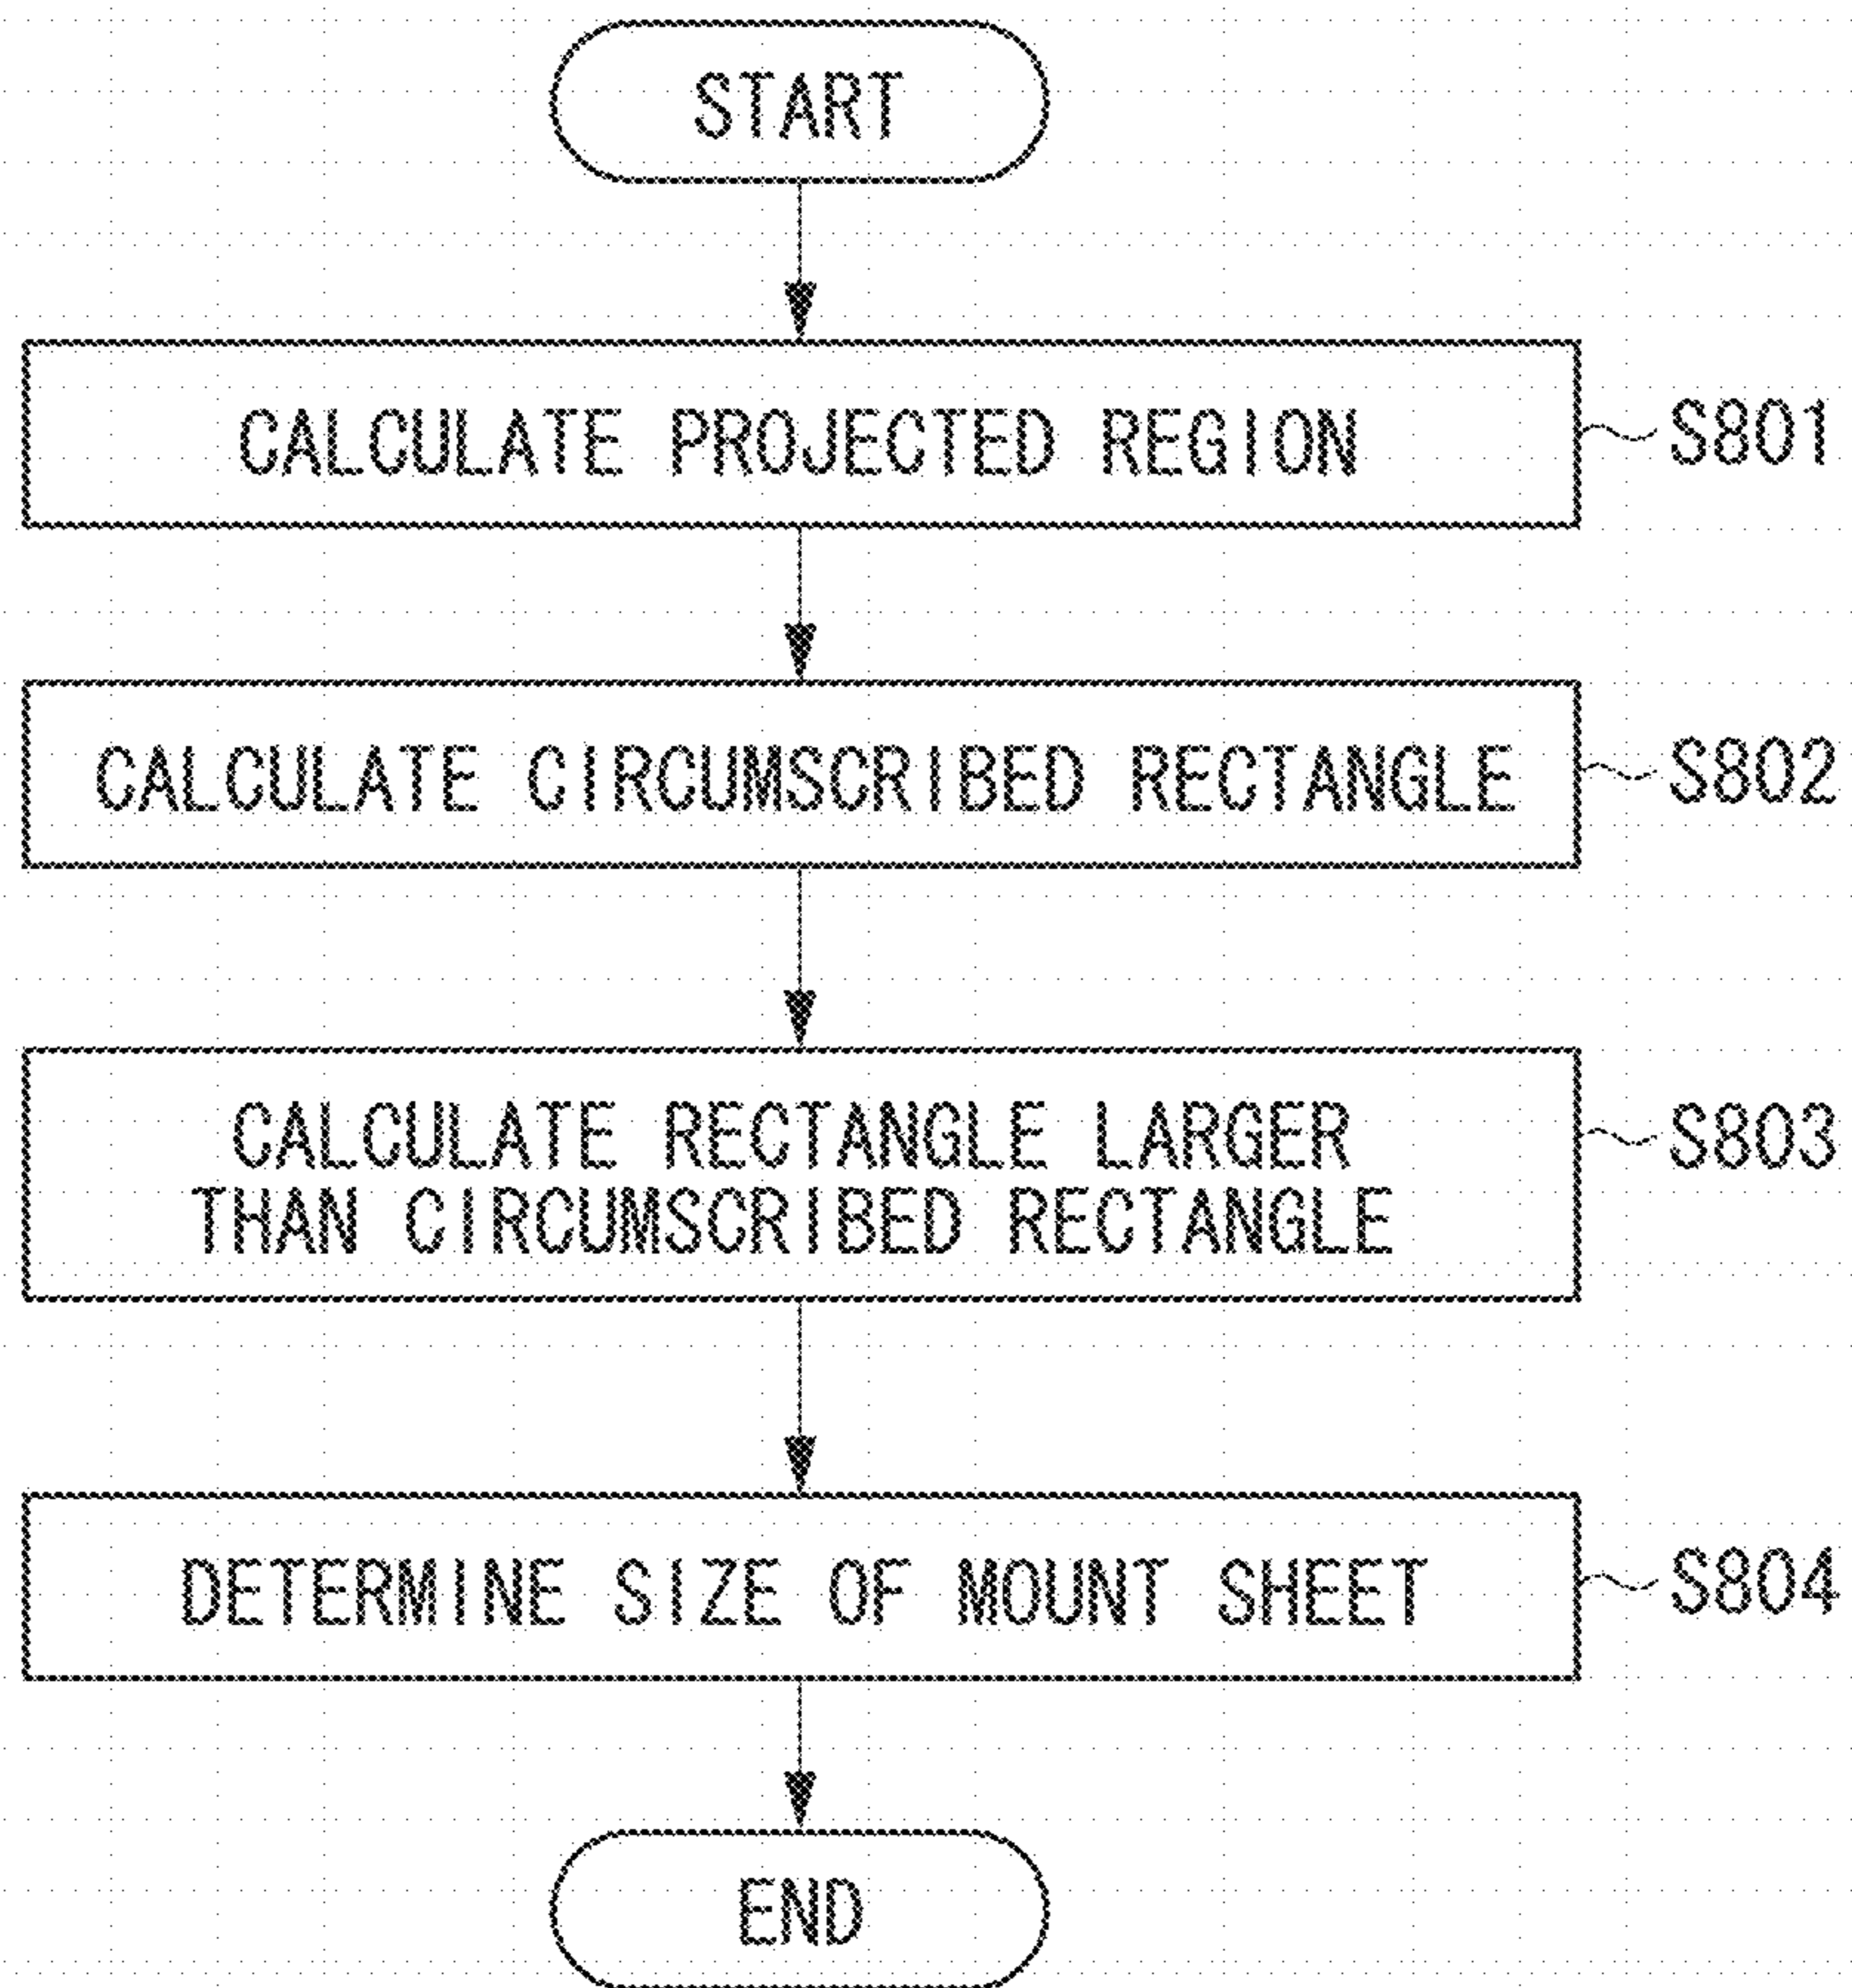 START
CALCULATE PROJECTED REGION
S801
CALCULATE CIRCUMSCRIBED RECTANGLE
S802
CALCULATE RECTANGLE LARGER
THAN CIRCUMSCRIBED RECTANGLE
S803
DETERMINE SIZE OF MOUNT SHEET
S804
END